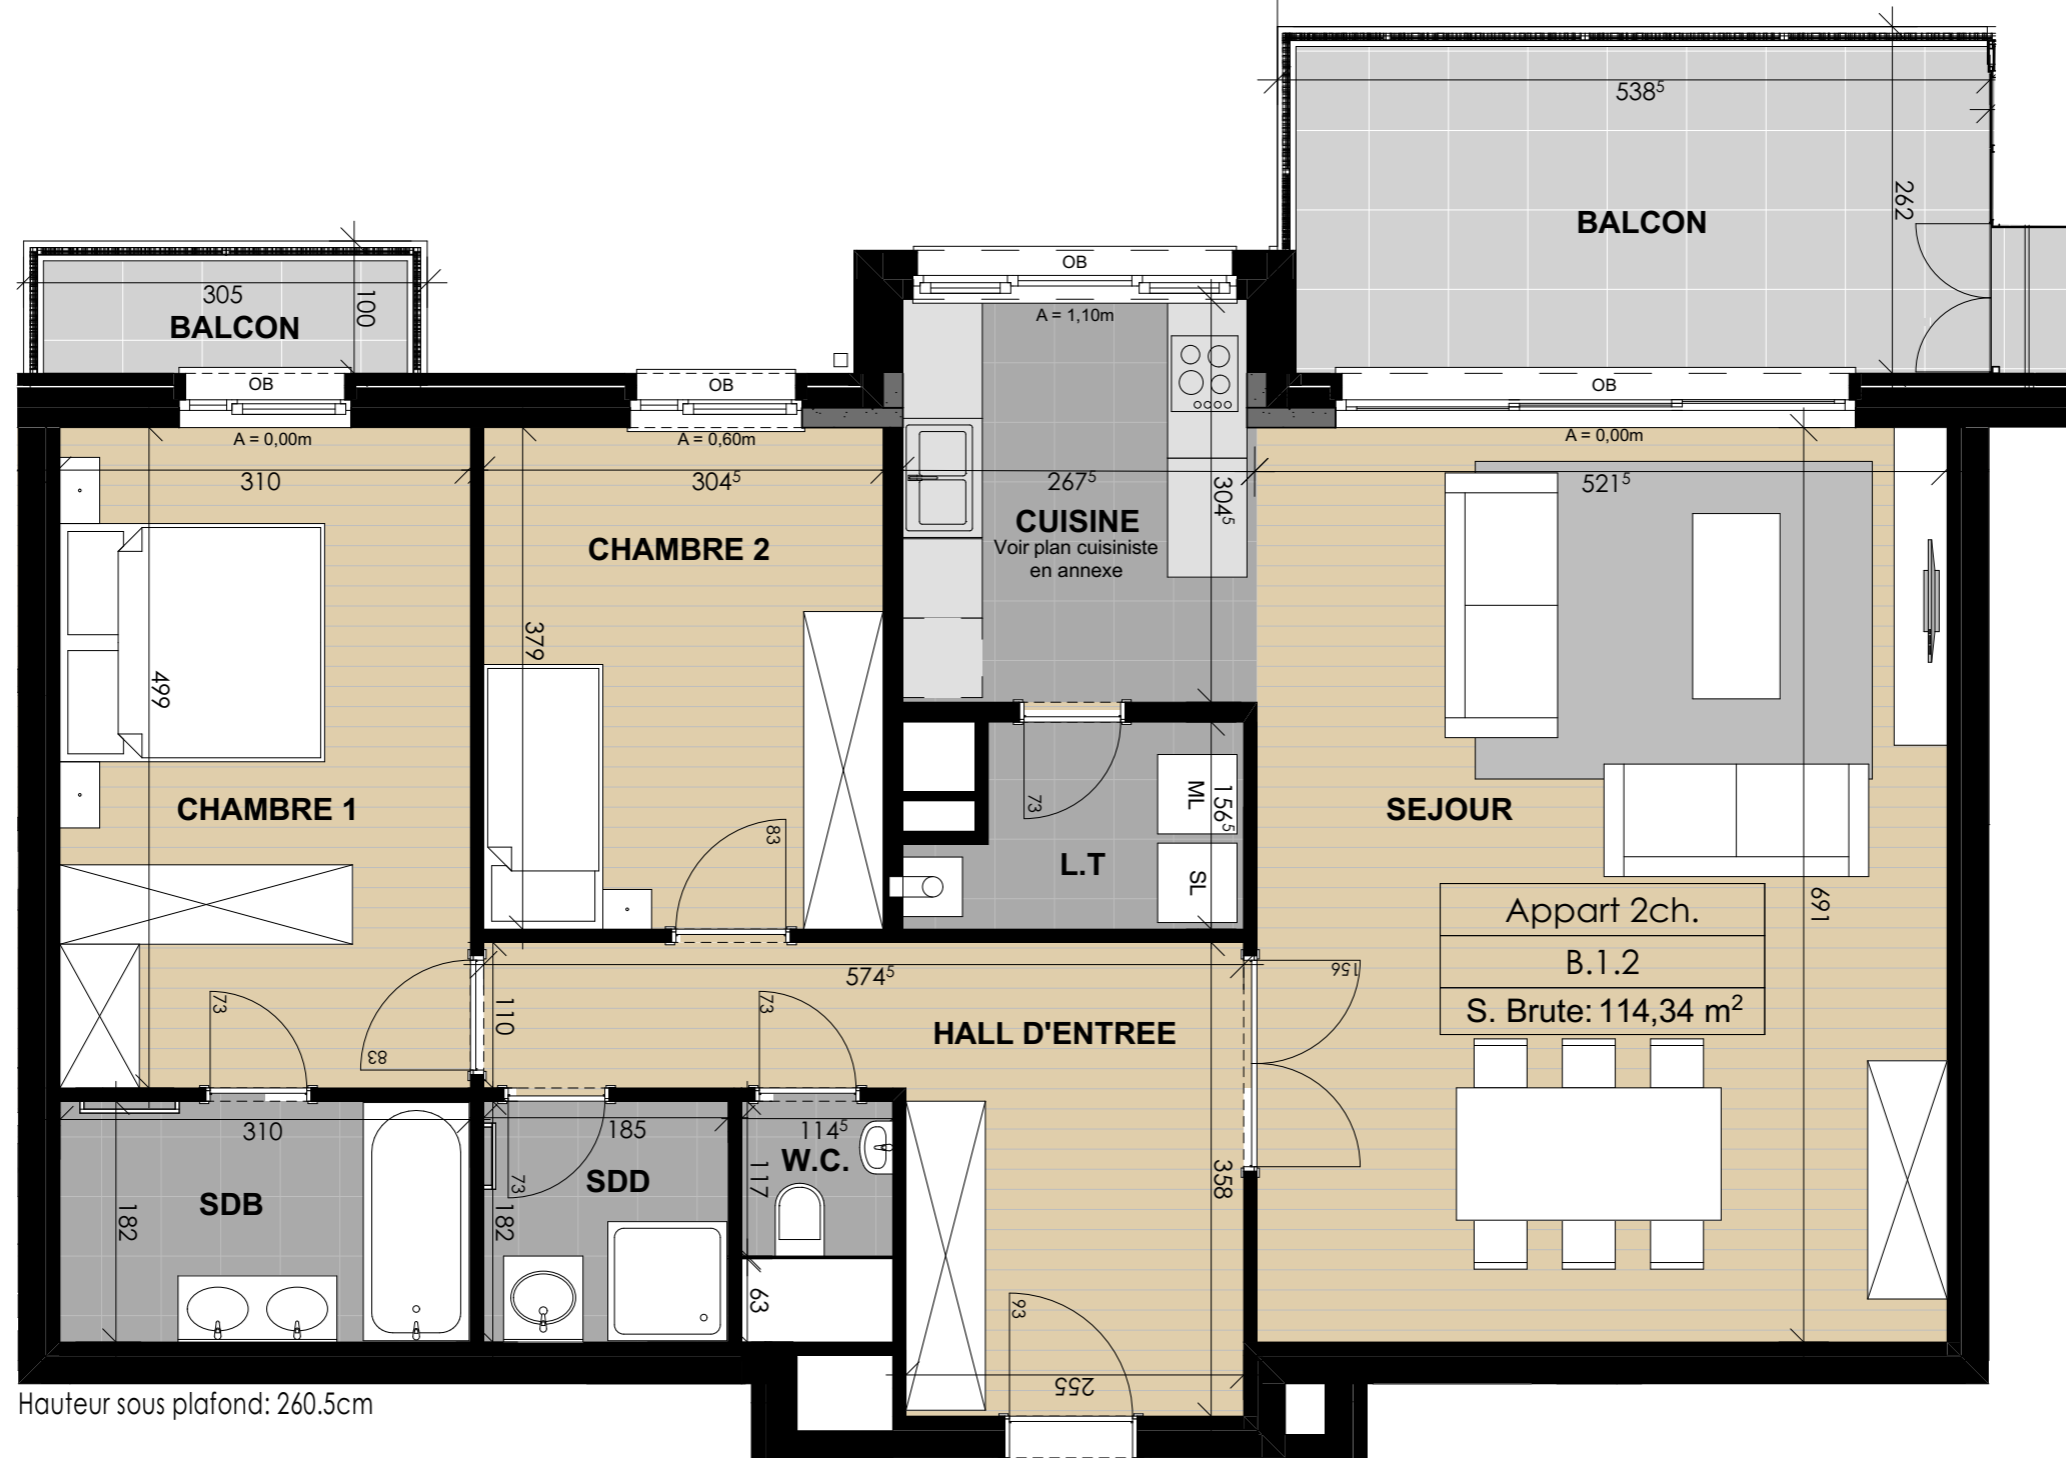 538⁵
262
BALCON
OB
305
100
BALCON
A = 1,10m
OB
OB
OB
A = 0,00m
A = 0,60m
A = 0,00m
310
304⁵
267⁵
304⁵
521⁵
CUISINE
Voir plan cuisiniste
en annexe
CHAMBRE 2
379
499
CHAMBRE 1
73
ML
156⁵
SEJOUR
83
L.T
SL
691
Appart 2ch.
B.1.2
S. Brute: 114,34 m²
574⁵
156
73
110
73
HALL D'ENTREE
83
310
185
114⁵
W.C.
117
358
SDB
73
SDD
182
182
63
93
255
Hauteur sous plafond: 260.5cm